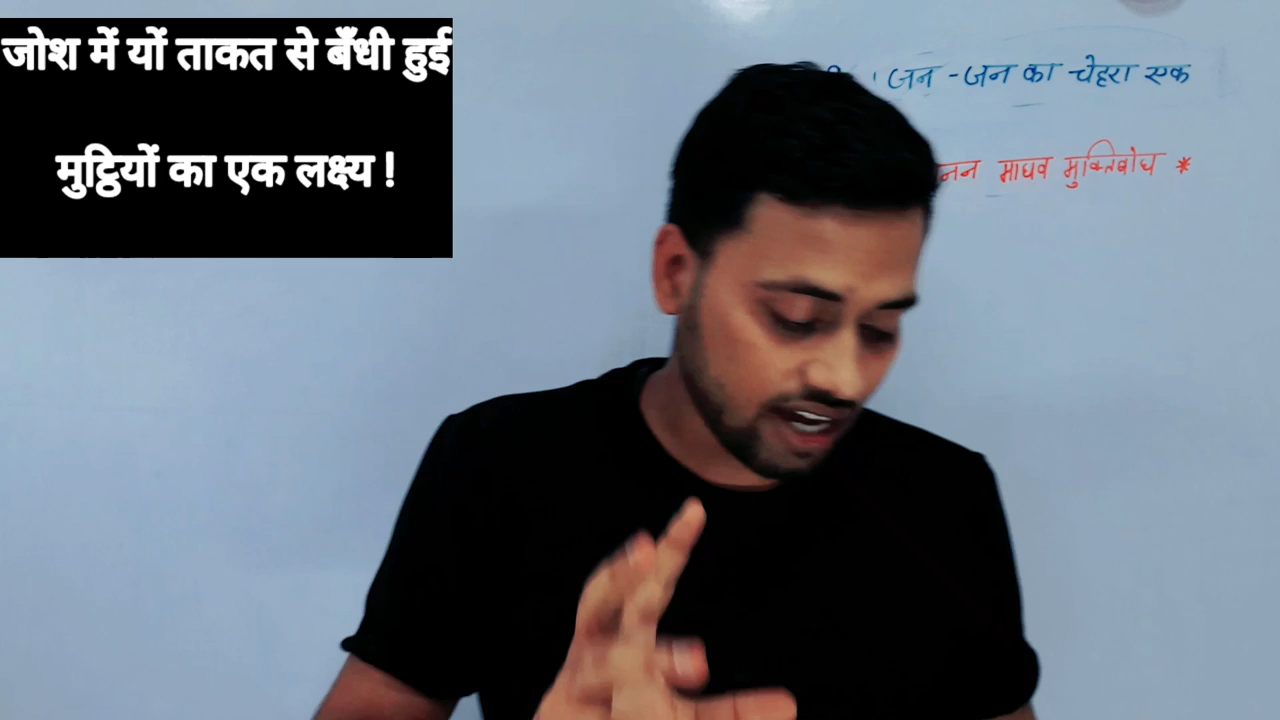 जोश में यों ताकत से बँधी हुई
मुट्ठियों का एक लक्ष्य !
जन - जन का चेहरा एक
माधव मुक्तिबोध *